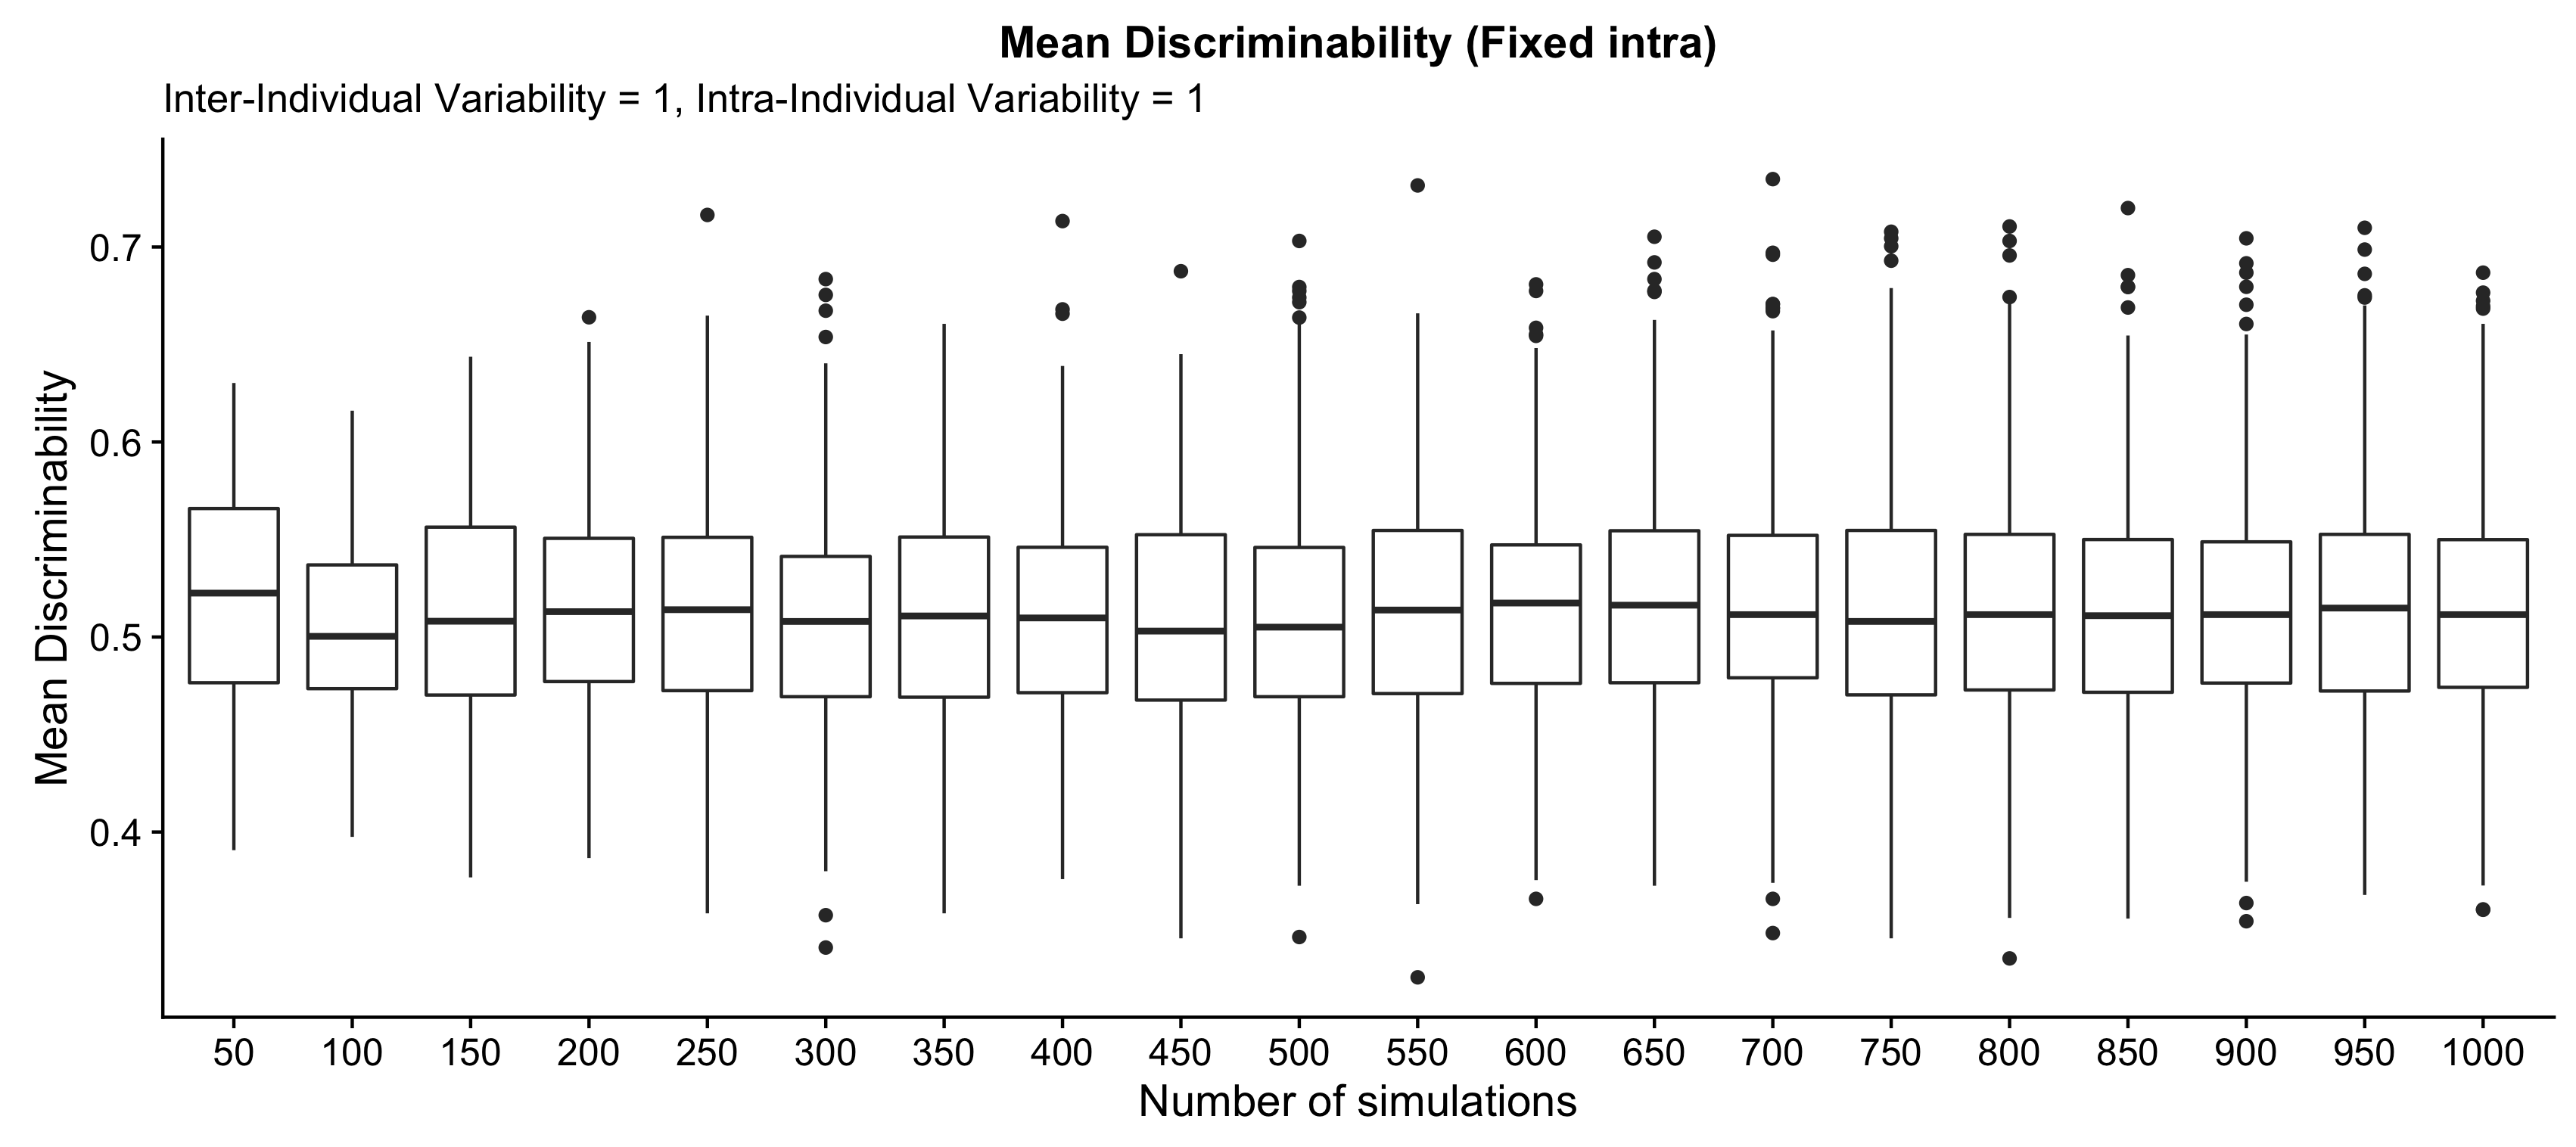 Mean Discriminability (Fixed intra)
Inter-Individual Variability = 1, Intra-Individual Variability = 1
Mean Discriminability
0.7
0.6
0.5
0.4
50 100 150 200 250 300 350 400 450 500 550 600 650 700 750 800 850 900 950 1000
Number of simulations